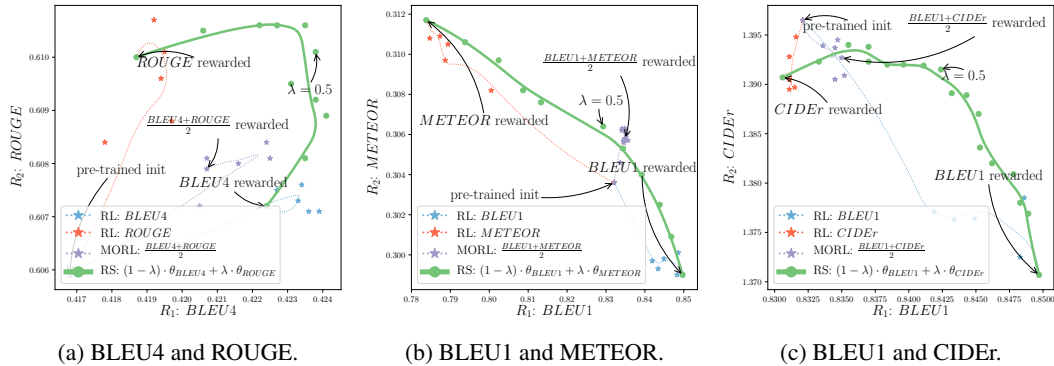 0.610
0.609
0.608
0.607
0.606
R₂: ROUGE
ROUGE rewarded
λ = 0.5
BLEU4+ROUGE
2
rewarded
pre-trained init
BLEU4 rewarded
RL: BLEU4
RL: ROUGE
MORL: BLEU4+ROUGE / 2
RS: (1 − λ) · θ_BLEU4 + λ · θ_ROUGE
0.417 0.418 0.419 0.420 0.421 0.422 0.423 0.424
R₁: BLEU4
(a) BLEU4 and ROUGE.
0.312
0.310
0.308
0.306
0.304
0.302
0.300
R₂: METEOR
BLEU1+METEOR
2
rewarded
λ = 0.5
METEOR rewarded
BLEU1 rewarded
pre-trained init
RL: BLEU1
RL: METEOR
MORL: BLEU1+METEOR / 2
RS: (1 − λ) · θ_BLEU1 + λ · θ_METEOR
0.78 0.79 0.80 0.81 0.82 0.83 0.84 0.85
R₁: BLEU1
(b) BLEU1 and METEOR.
1.395
1.390
1.385
1.380
1.375
1.370
R₂: CIDEr
pre-trained init
BLEU1+CIDEr
2
rewarded
λ = 0.5
CIDEr rewarded
BLEU1 rewarded
RL: BLEU1
RL: CIDEr
MORL: BLEU1+CIDEr / 2
RS: (1 − λ) · θ_BLEU1 + λ · θ_CIDEr
0.8300 0.8325 0.8350 0.8375 0.8400 0.8425 0.8450 0.8475 0.8500
R₁: BLEU1
(c) BLEU1 and CIDEr.